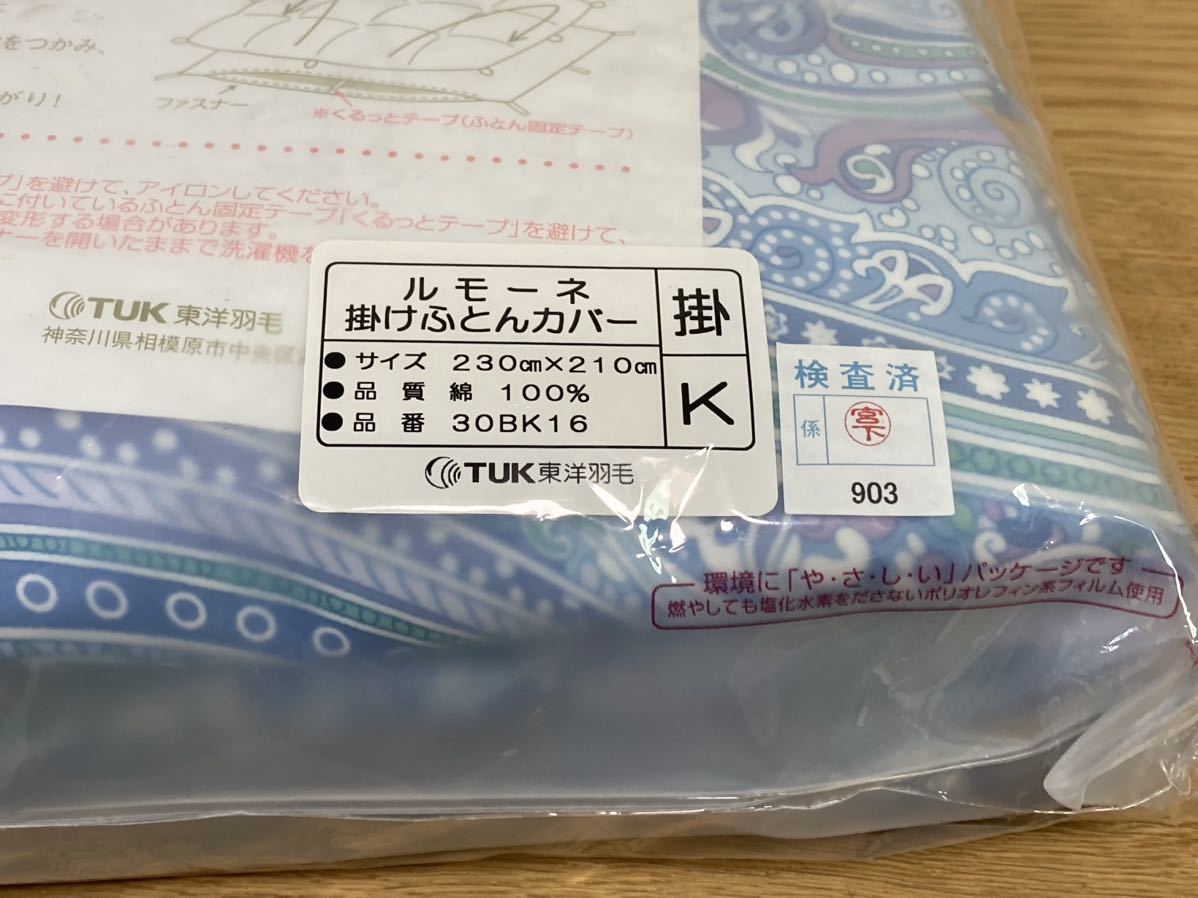 をつかみ、
がり!
ファスナー
※くるっとテープ(ふとん固定テープ)
プ」を避けて、アイロンしてください。
に付いているふとん固定テープ「くるっとテープ」を避けて、
変形する場合があります。
ナーを開いたままで洗濯機な
TUK 東洋羽毛
神奈川県相模原市中央区
ルモーネ
掛けふとんカバー
掛
●サイズ 230㎝×210㎝
●品質 綿 100%
●品番 30BK16
K
TUK東洋羽毛
検査済
係
宮下
903
環境に「や・さ・し・い」パッケージです
燃やしても塩化水素をださないポリオレフィン系フィルム使用